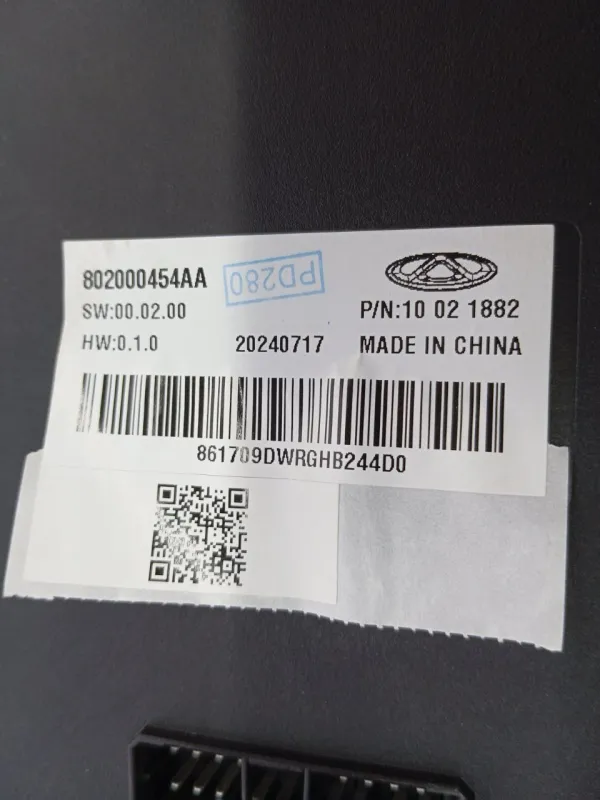 802000454AA
PD280
SW:00.02.00
P/N:10 02 1882
HW:0.1.0
20240717
MADE IN CHINA
861709DWRGHB244D0